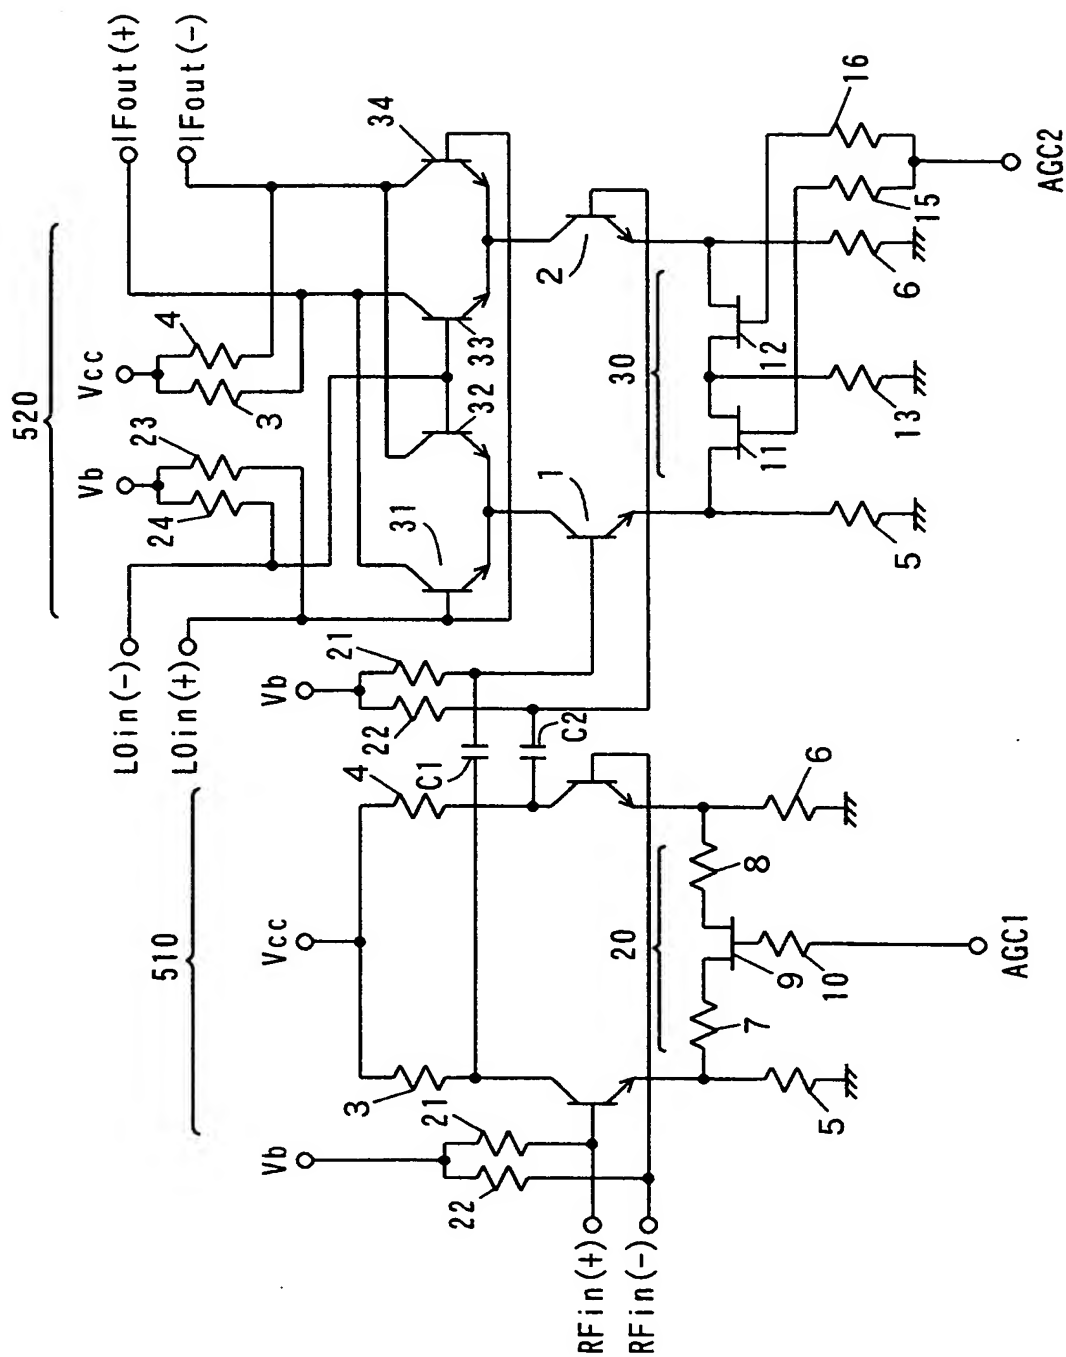 520
Vb
Vcc
LOin(-)
IFout(+)
23
24
510
LOin(+)
4
IFout(-)
Vb
Vcc
Vb
3
21
3
4
22
34
31
21
C1
22
32
33
1
2
C2
RFin(+)
20
30
RFin(-)
7
8
11
12
9
6
5
10
16
5
13
6
15
AGC1
AGC2